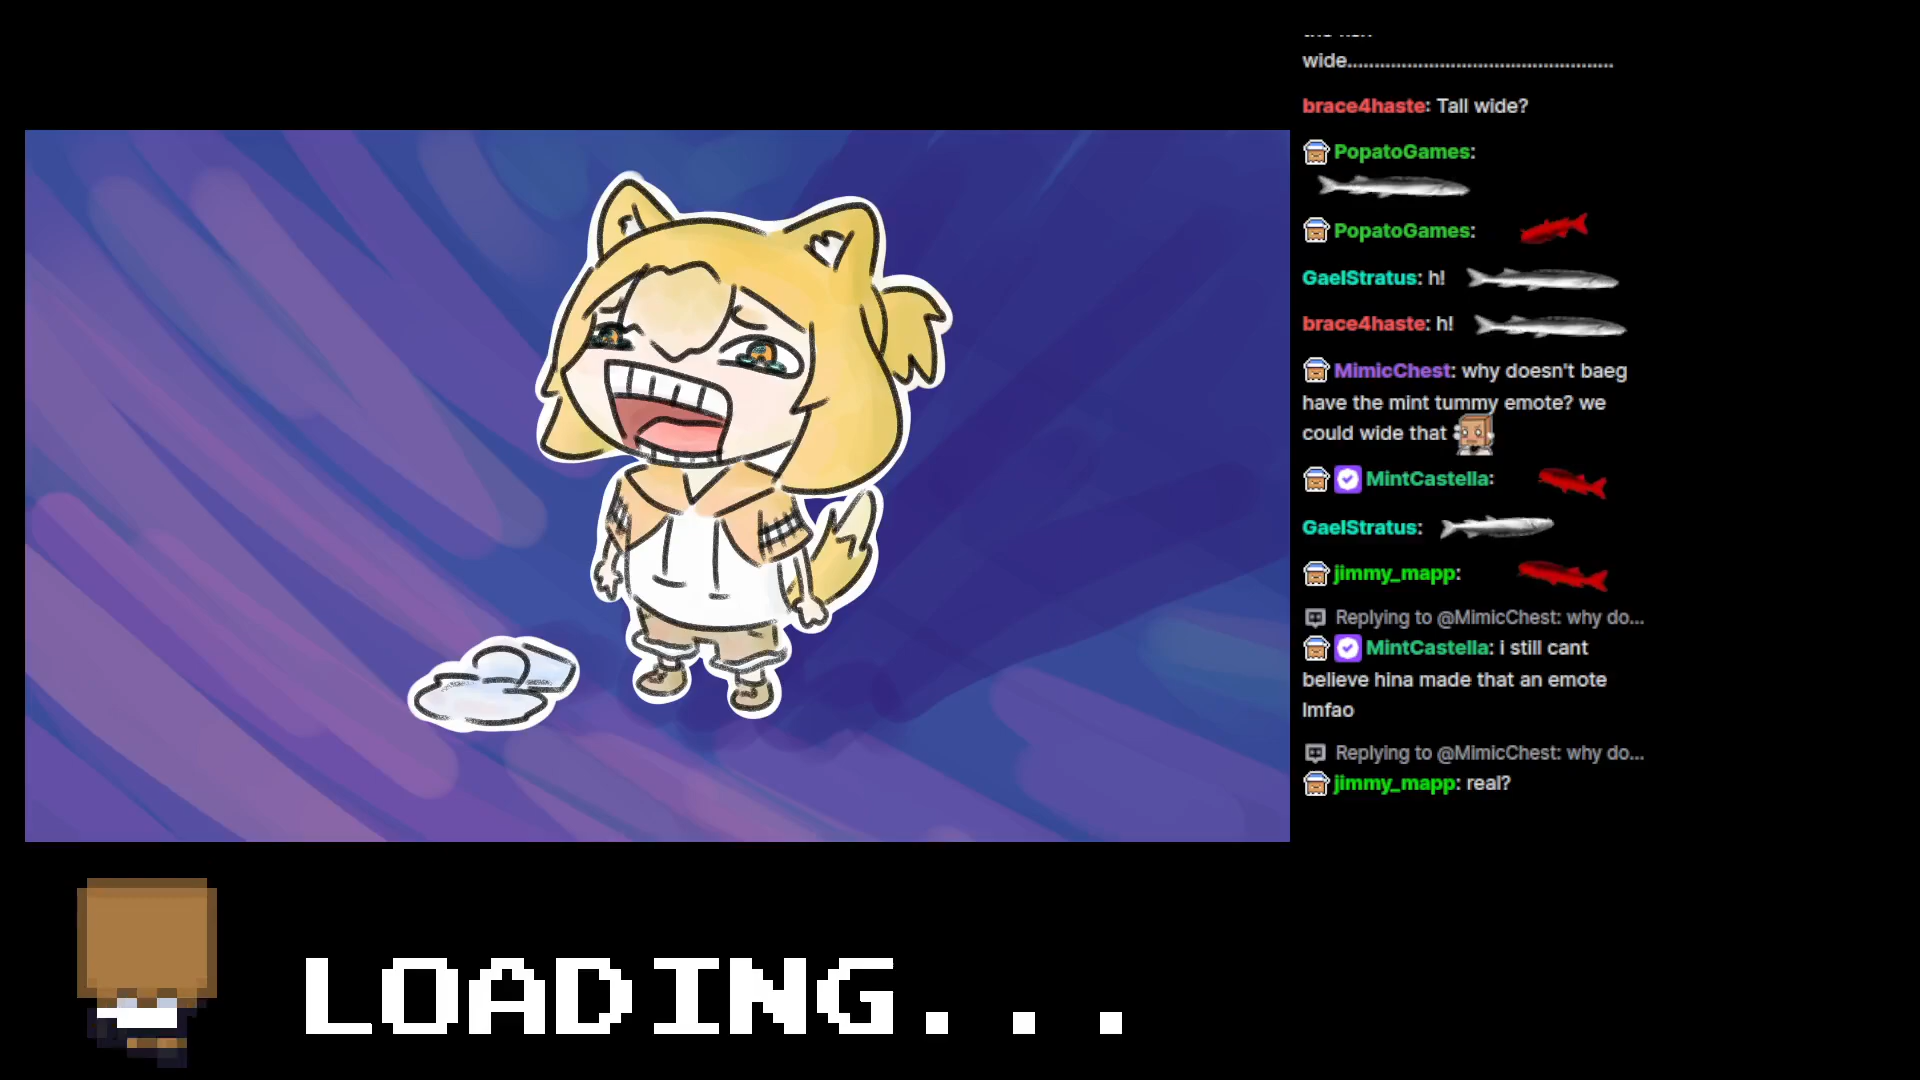 wide.................................................
brace4haste: Tall wide?
PopatoGames:
PopatoGames:
GaelStratus: h!
brace4haste: h!
MimicChest: why doesn't baeg
have the mint tummy emote? we
could wide that
MintCastella:
GaelStratus:
jimmy_mapp:
Replying to @MimicChest: why do...
MintCastella: I still cant
believe hina made that an emote
lmfao
Replying to @MimicChest: why do...
jimmy_mapp: real?
LOADING...